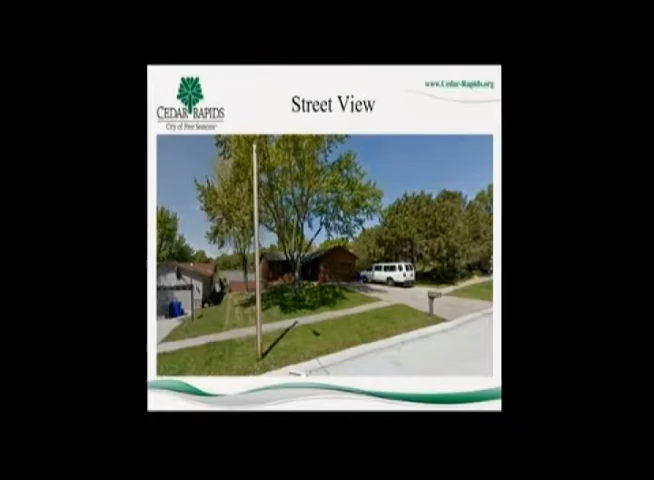 www.Cedar-Rapids.org
CEDAR RAPIDS
City of Five Seasons
Street View